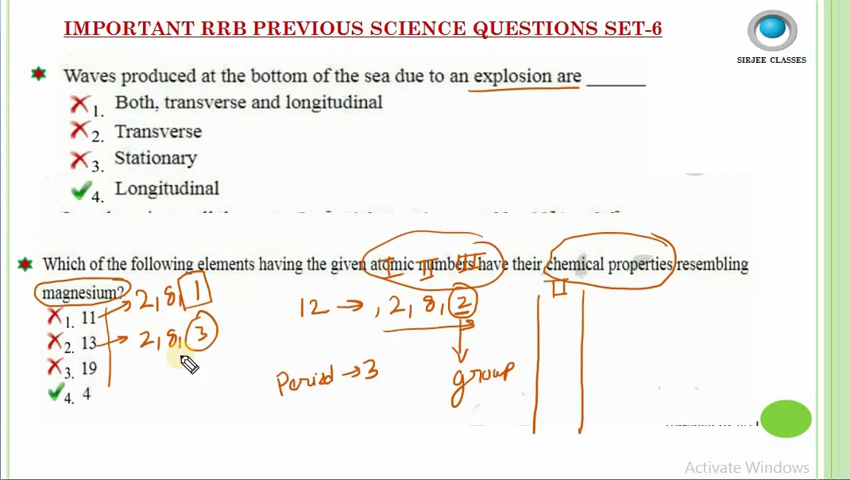 IMPORTANT RRB PREVIOUS SCIENCE QUESTIONS SET-6
SIRJEE CLASSES
Waves produced at the bottom of the sea due to an explosion are ______
1. Both, transverse and longitudinal
2. Transverse
3. Stationary
4. Longitudinal
Which of the following elements having the given atomic numbers have their chemical properties resembling
magnesium?
I II III
II
1. 11
2, 8, 1
2. 13
2, 8, 3
3. 19
4. 4
12 → , 2, 8, 2
Period → 3
group
Activate Windows